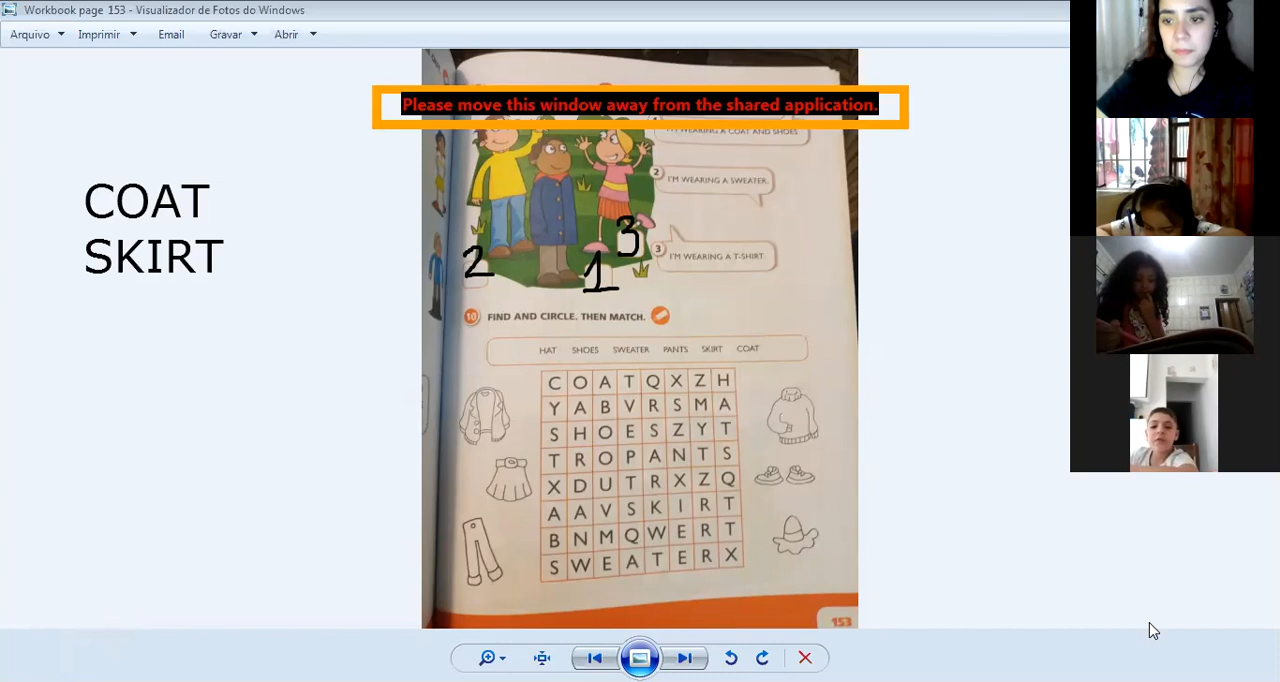 Workbook page 153 - Visualizador de Fotos do Windows
Arquivo Imprimir Email Gravar Abrir
Please move this window away from the shared application.
COAT
SKIRT
I'M WEARING A COAT AND SHOES
2 I'M WEARING A SWEATER.
3 I'M WEARING A T-SHIRT.
2 1 3
10 FIND AND CIRCLE. THEN MATCH.
HAT SHOES SWEATER PANTS SKIRT COAT
C O A T Q X Z H
Y A B V R S M A
S H O E S Z Y T
T R O P A N T S
X D U T R X Z Q
A A V S K I R T
B N M Q W E R T
S W E A T E R X
153